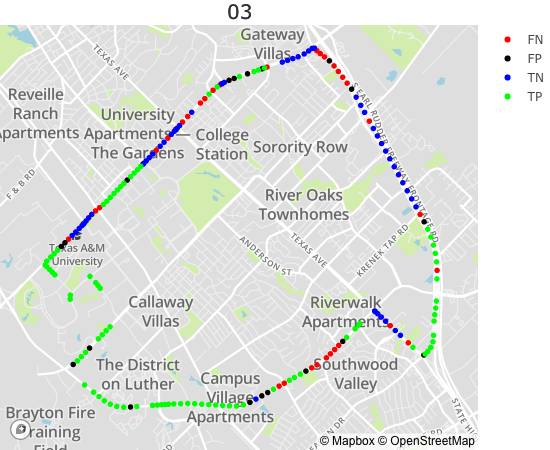 03
Gateway
Villas
FN
FP
TN
TP
TEXAS AVE
Reveille
Ranch
Apartments
University
Apartments — College
The Gardens Station
S EARL RUDDER FREEWAY FRONTAGE RD
Sorority Row
F & B RD
River Oaks
Townhomes
Texas A&M
University
ANDERSON ST
TEXAS AVE
KRENEK TAP RD
Callaway
Villas
Riverwalk
Apartments
The District
on Luther
Southwood
Valley
Campus
Village
Apartments
Brayton Fire
Training
Field
DR
STATE HI
© Mapbox © OpenStreetMap